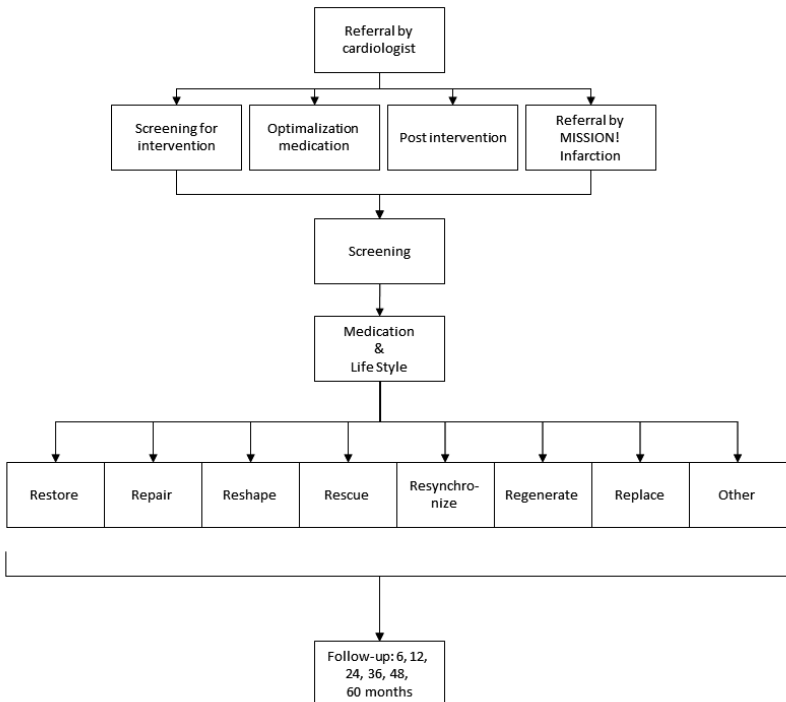 Referral by
cardiologist
Screening for
intervention
Optimalization
medication
Post intervention
Referral by
MISSION!
Infarction
Screening
Medication
&
Life Style
Restore
Repair
Reshape
Rescue
Resynchro-
nize
Regenerate
Replace
Other
Follow-up: 6, 12,
24, 36, 48,
60 months